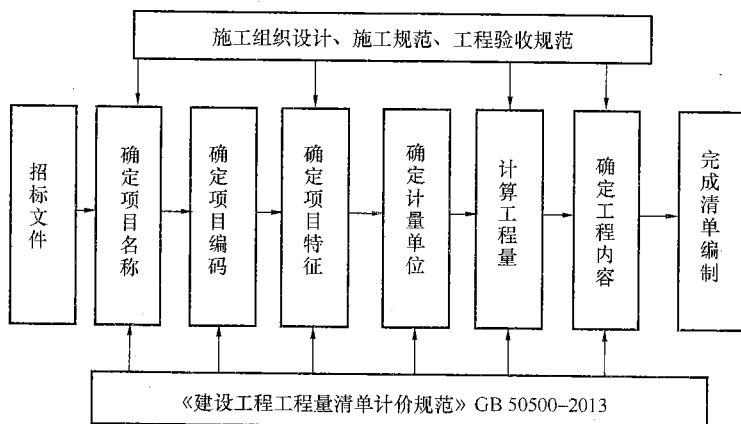 施工组织设计、施工规范、工程验收规范
招标文件
确定项目名称
确定项目编码
确定项目特征
确定计量单位
计算工程量
确定工程内容
完成清单编制
《建设工程工程量清单计价规范》GB 50500-2013